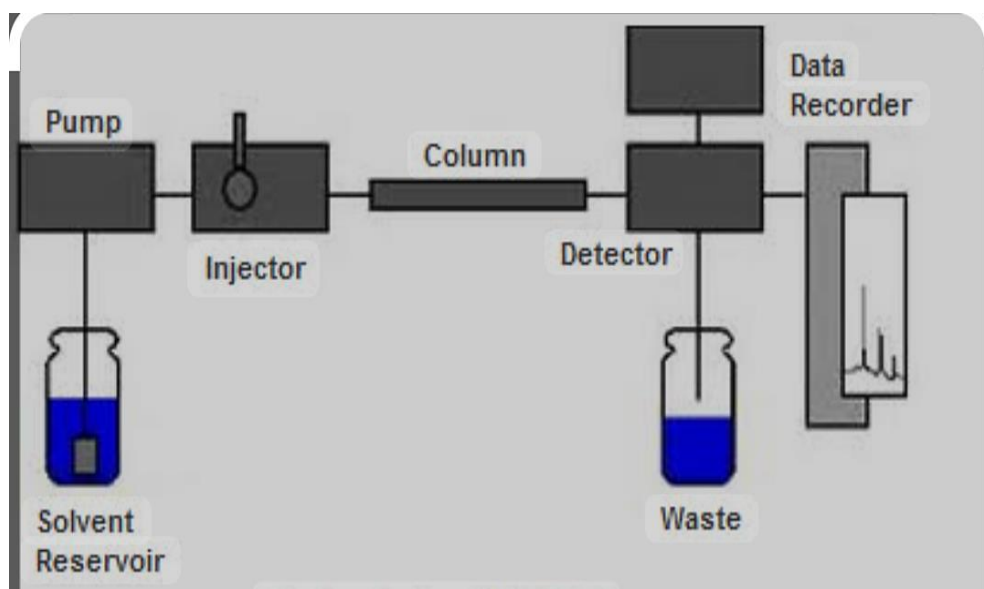 Data
Recorder
Pump
Column
Injector
Detector
Solvent
Reservoir
Waste